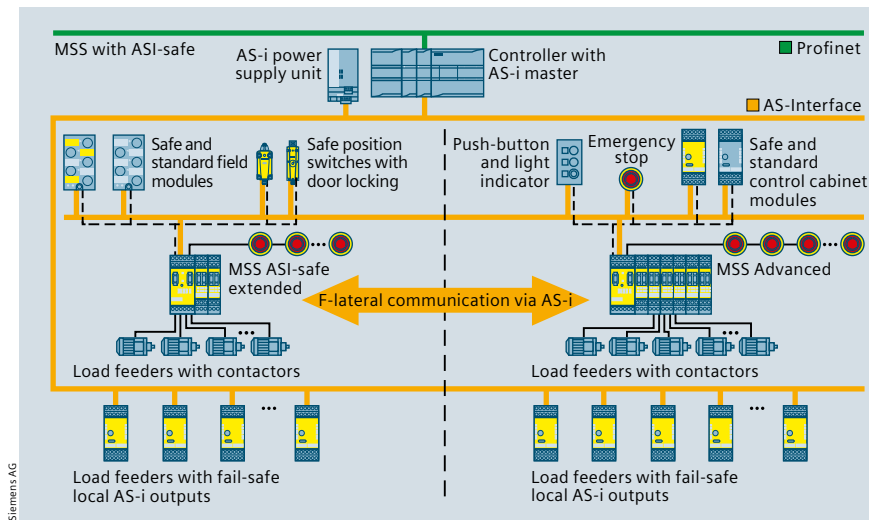 MSS with ASI-safe
AS-i power
supply unit
Controller with
AS-i master
Profinet
AS-Interface
Safe and
standard field
modules
Safe position
switches with
door locking
Push-button
and light
indicator
Emergency
stop
Safe and
standard
control cabinet
modules
MSS ASI-safe
extended
MSS Advanced
F-lateral communication via AS-i
Load feeders with contactors
Load feeders with contactors
Load feeders with fail-safe
local AS-i outputs
Load feeders with fail-safe
local AS-i outputs
Siemens AG